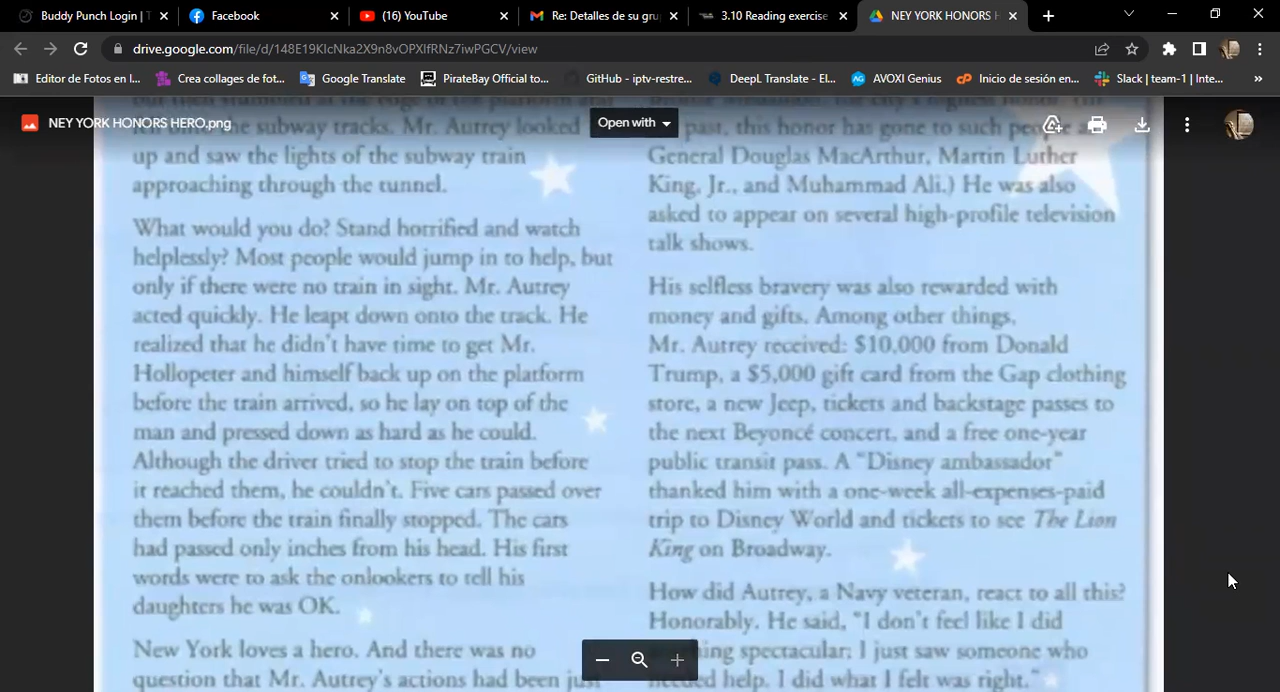 Buddy Punch Login | T
Facebook
(16) YouTube
Re: Detalles de su gru
3.10 Reading exercise
NEY YORK HONORS H
drive.google.com/file/d/148E19KIcNka2X9n8vOPXlfRNz7iwPGCV/view
Editor de Fotos en l...
Crea collages de fot...
Google Translate
PirateBay Official to...
GitHub - iptv-restre...
DeepL Translate - El...
AVOXI Genius
Inicio de sesión en...
Slack | team-1 | Inte...
»
NEY YORK HONORS HERO.png
Open with
but then stumbled at the edge of the platform and
the subway tracks. Mr. Autrey looked
up and saw the lights of the subway train
approaching through the tunnel.
What would you do? Stand horrified and watch
helplessly? Most people would jump in to help, but
only if there were no train in sight. Mr. Autrey
acted quickly. He leapt down onto the track. He
realized that he didn't have time to get Mr.
Hollopeter and himself back up on the platform
before the train arrived, so he lay on top of the
man and pressed down as hard as he could.
Although the driver tried to stop the train before
it reached them, he couldn't. Five cars passed over
them before the train finally stopped. The cars
had passed only inches from his head. His first
words were to ask the onlookers to tell his
daughters he was OK.
New York loves a hero. And there was no
question that Mr. Autrey's actions had been just
past, this honor has gone to such people
General Douglas MacArthur, Martin Luther
King, Jr., and Muhammad Ali.) He was also
asked to appear on several high-profile television
talk shows.
His selfless bravery was also rewarded with
money and gifts. Among other things,
Mr. Autrey received: $10,000 from Donald
Trump, a $5,000 gift card from the Gap clothing
store, a new Jeep, tickets and backstage passes to
the next Beyoncé concert, and a free one-year
public transit pass. A "Disney ambassador"
thanked him with a one-week all-expenses-paid
trip to Disney World and tickets to see The Lion
King on Broadway.
How did Autrey, a Navy veteran, react to all this?
Honorably. He said, "I don't feel like I did
spectacular; I just saw someone who
needed help. I did what I felt was right."